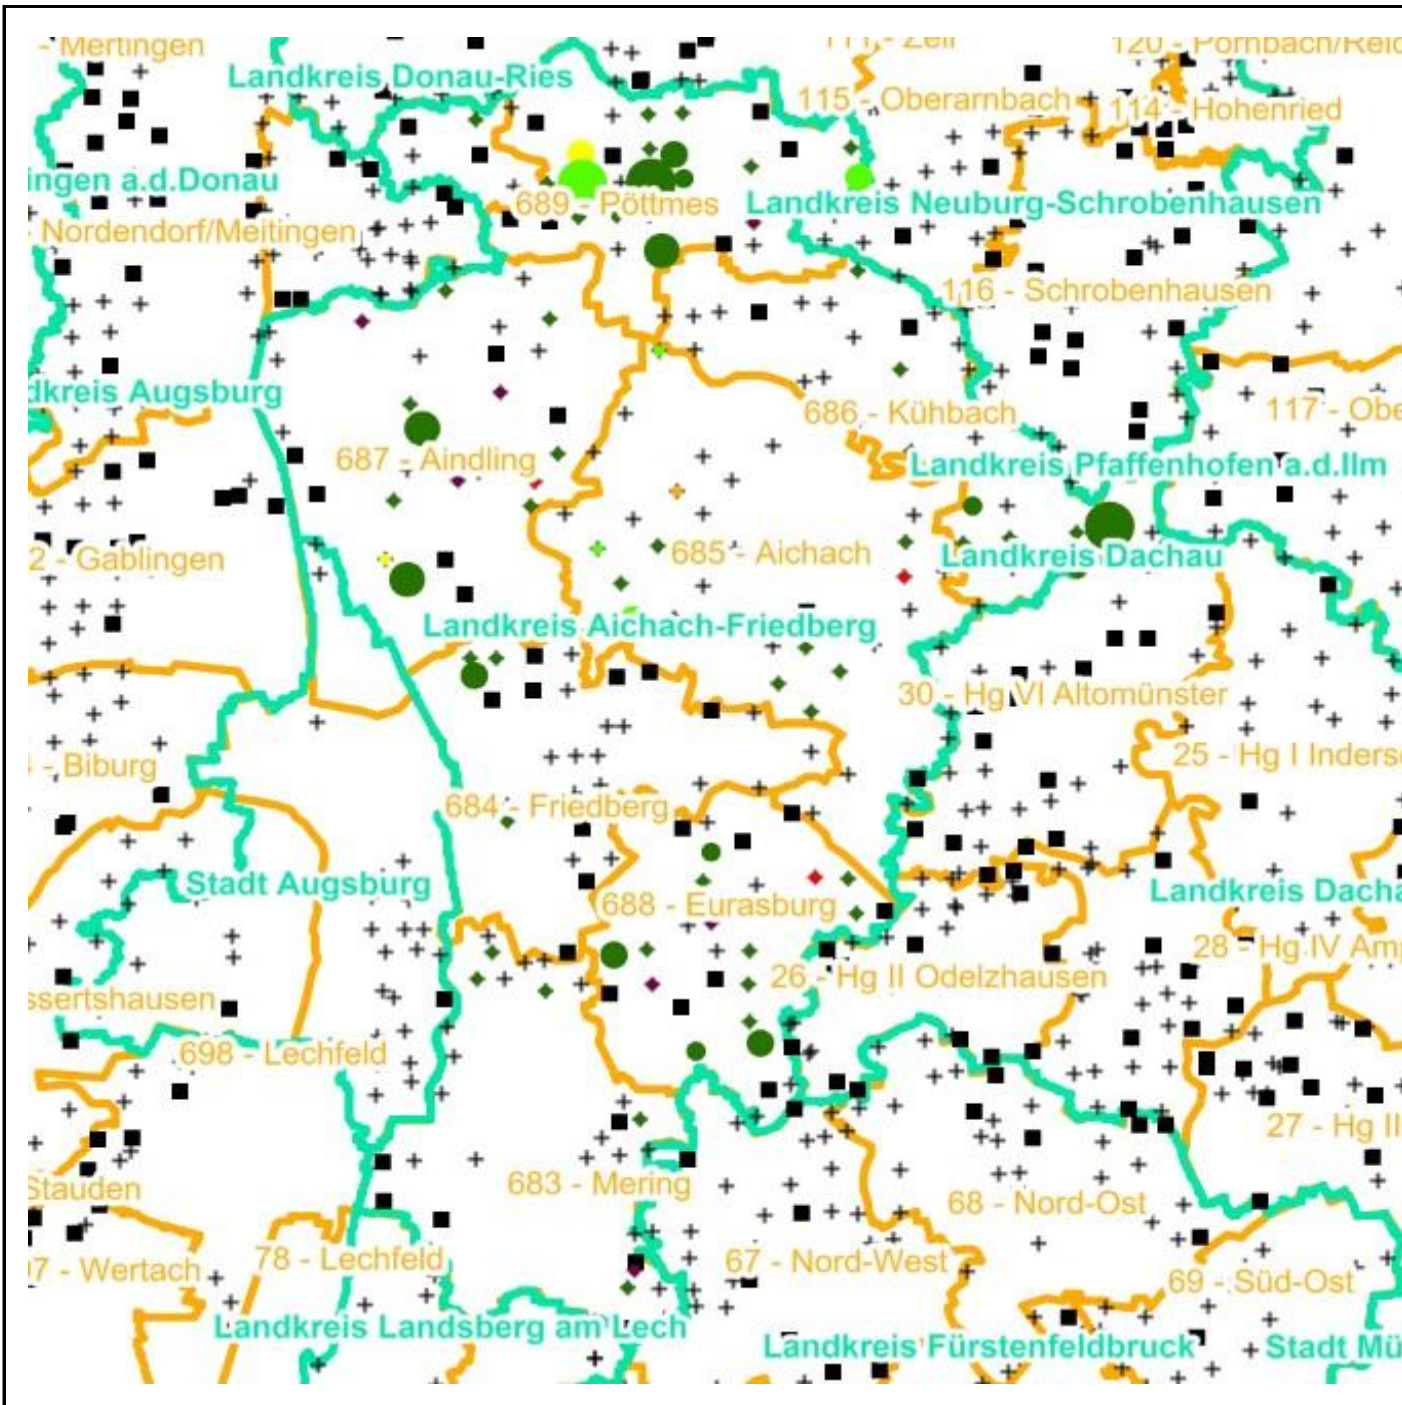 - Mertingen
Landkreis Donau-Ries
115 - Oberarnbach
114 - Hohenried
ingen a.d.Donau
689 - Pöttmes
Landkreis Neuburg-Schrobenhausen
Nordendorf/Meitingen
116 - Schrobenhausen
dkreis Augsburg
686 - Kühbach
117 - Obe
687 - Aindling
Landkreis Pfaffenhofen a.d.Ilm
2 - Gablingen
685 - Aichach
Landkreis Dachau
Landkreis Aichach-Friedberg
30 - Hg VI Altomünster
- Biburg
25 - Hg I Inders
684 - Friedberg
Stadt Augsburg
Landkreis Dacha
688 - Eurasburg
28 - Hg IV Amp
26 - Hg II Odelzhausen
ssertshausen
698 - Lechfeld
27 - Hg II
Stauden
683 - Mering
68 - Nord-Ost
7 - Wertach
78 - Lechfeld
67 - Nord-West
69 - Süd-Ost
Landkreis Landsberg am Lech
Landkreis Fürstenfeldbruck
Stadt Mü